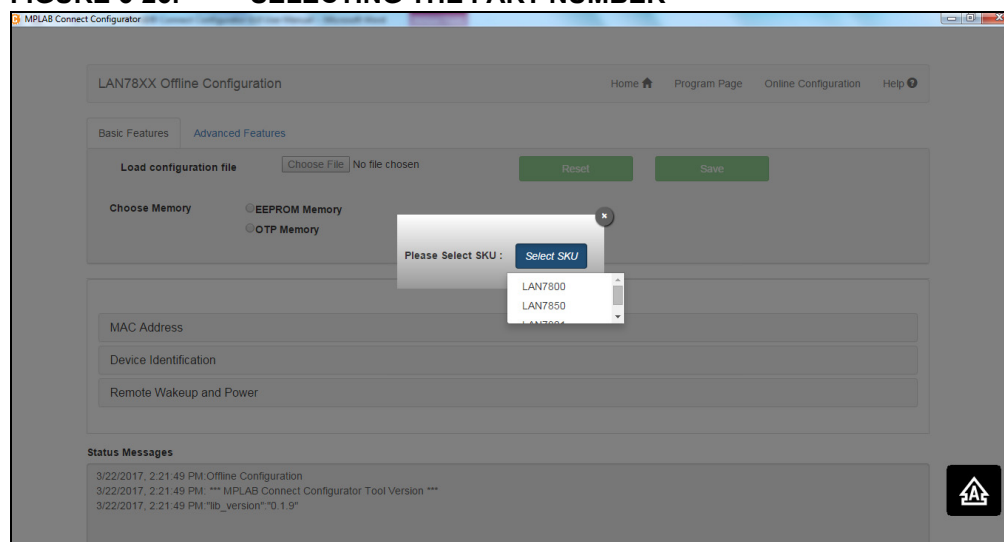 SELECTING THE PART NUMBER
MPLAB Connect Configurator
LAN78XX Offline Configuration
Home Program Page Online Configuration Help
Basic Features Advanced Features
Load configuration file Choose File No file chosen Reset Save
Choose Memory EEPROM Memory
OTP Memory
Please Select SKU : Select SKU
LAN7800
LAN7850
MAC Address
Device Identification
Remote Wakeup and Power
Status Messages
3/22/2017, 2:21:49 PM:Offline Configuration
3/22/2017, 2:21:49 PM: *** MPLAB Connect Configurator Tool Version ***
3/22/2017, 2:21:49 PM:"lib_version":"0.1.9"